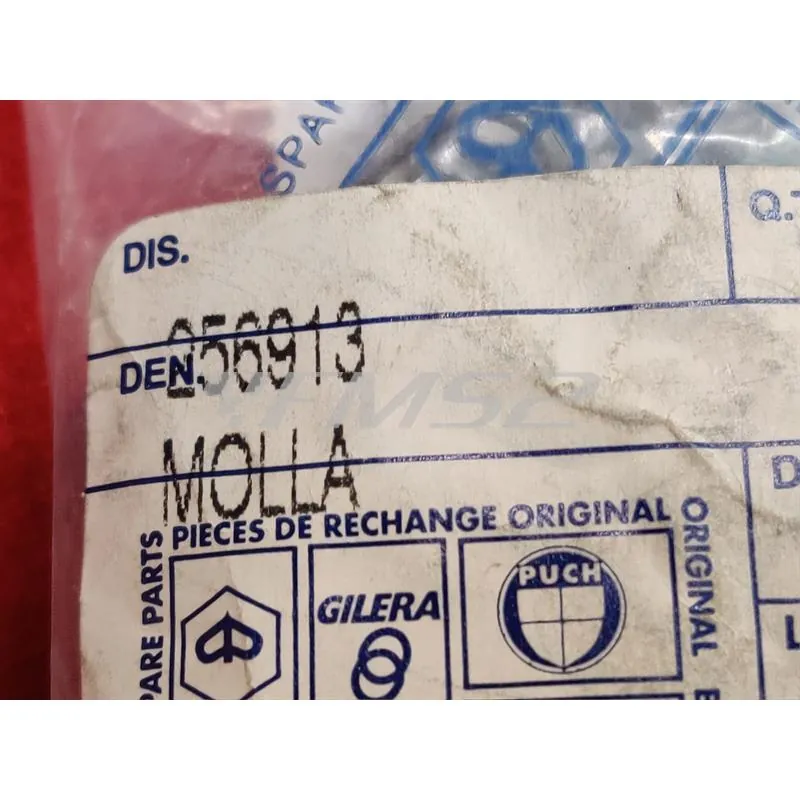 SPAR
DIS.
Q.T
256913
DEN.
MOLLA
D
PIECES DE RECHANGE ORIGINAL
SPARE PARTS
ORIGINAL
GILERA
PUCH
L